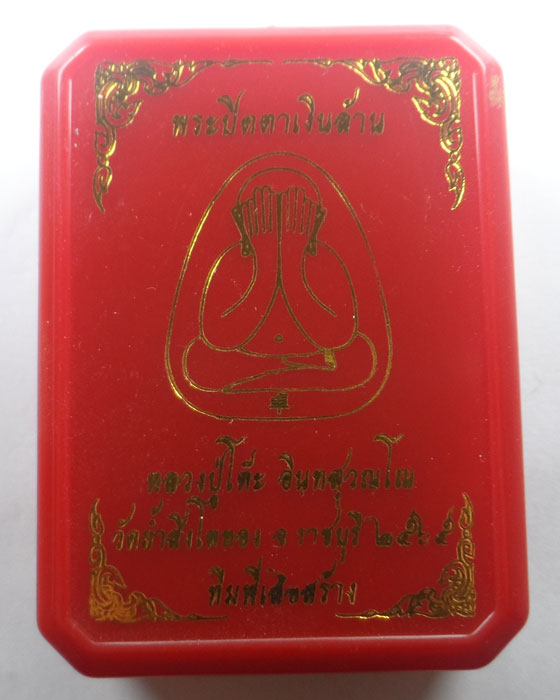 พระปิดตาเงินล้าน
หลวงปู่โต๊ะ อินทสุวณโณ
วัดถ้ำสิงโตทอง จ ราชบุรี ๒๕๖๕
ทีมพี่เสือสร้าง